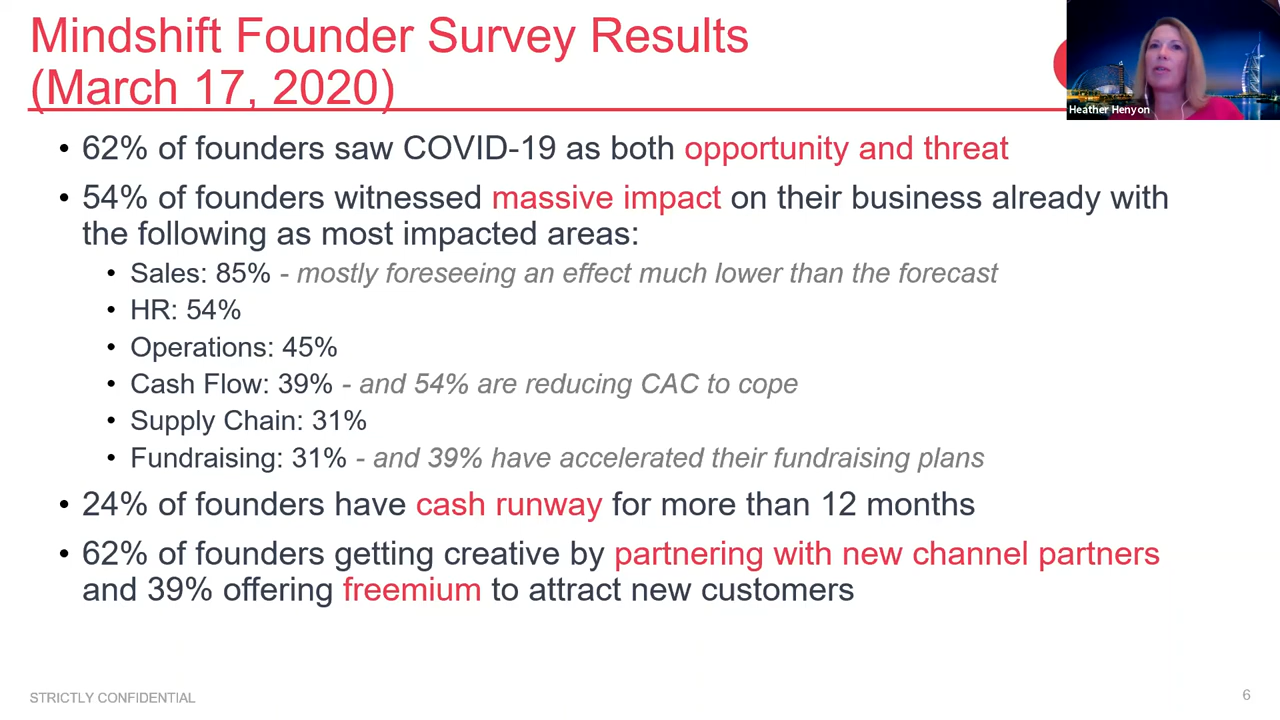 Mindshift Founder Survey Results
(March 17, 2020)
Heather Henyon
• 62% of founders saw COVID-19 as both opportunity and threat
• 54% of founders witnessed massive impact on their business already with
the following as most impacted areas:
• Sales: 85% - mostly foreseeing an effect much lower than the forecast
• HR: 54%
• Operations: 45%
• Cash Flow: 39% - and 54% are reducing CAC to cope
• Supply Chain: 31%
• Fundraising: 31% - and 39% have accelerated their fundraising plans
• 24% of founders have cash runway for more than 12 months
• 62% of founders getting creative by partnering with new channel partners
and 39% offering freemium to attract new customers
STRICTLY CONFIDENTIAL
6